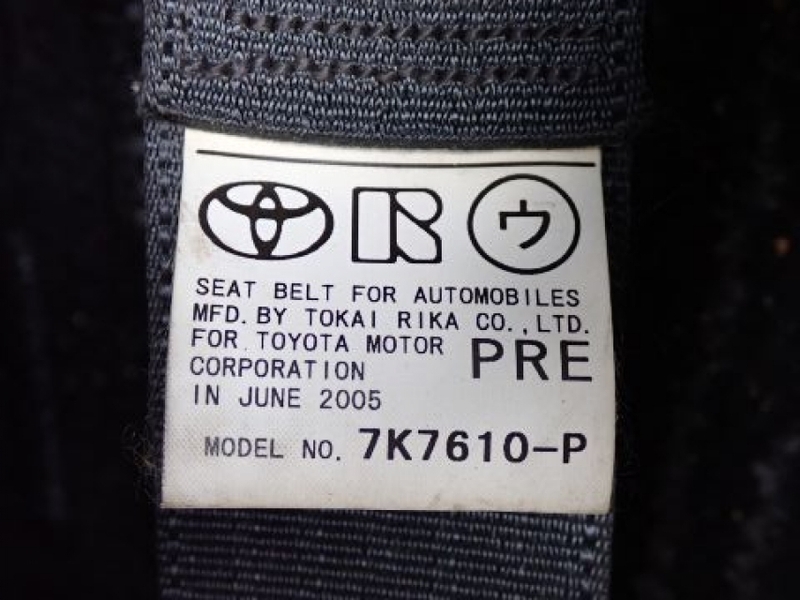 R ウ
SEAT BELT FOR AUTOMOBILES
MFD. BY TOKAI RIKA CO., LTD.
FOR TOYOTA MOTOR PRE
CORPORATION
IN JUNE 2005
MODEL NO. 7K7610-P